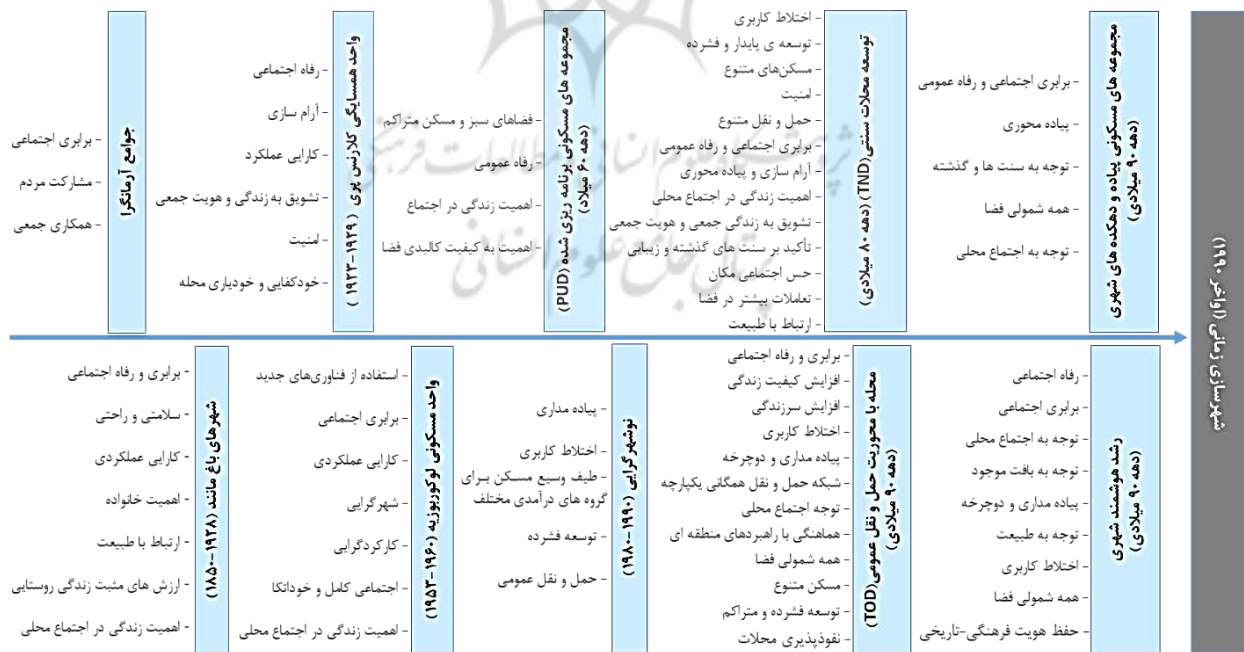 جوامع آرمانگرا
- برابری اجتماعی
- مشارکت مردم
- همکاری جمعی
واحد همسایگی کلارنس پری (۱۹۲۹-۱۹۲۳)
- رفاه اجتماعی
- آرام سازی
- کارایی عملکرد
- تشویق به زندگی و هویت جمعی
- امنیت
- خودکفایی و خودیاری محله
مجموعه های مسکونی برنامه ریزی شده (PUD)
(دهه ۶۰ میلاد)
- فضاهای سبز و مسکن متراکم
- رفاه عمومی
- اهمیت زندگی در اجتماع
- اهمیت به کیفیت کالبدی فضا
توسعه محلات سنتی(TND) (دهه ۸۰ میلادی)
- اختلاط کاربری
- توسعه ی پایدار و فشرده
- مسکن‌های متنوع
- امنیت
- حمل و نقل متنوع
- برابری اجتماعی و رفاه عمومی
- آرام سازی و پیاده محوری
- اهمیت زندگی در اجتماع محلی
- تشویق به زندگی جمعی و هویت جمعی
- تأکید بر سنت های گذشته و زیبایی
- حس اجتماعی مکان
- تعاملات بیشتر در فضا
- ارتباط با طبیعت
مجموعه های مسکونی پیاده و دهکده های شهری
(دهه ۹۰ میلادی)
- برابری اجتماعی و رفاه عمومی
- پیاده محوری
- توجه به سنت ها و گذشته
- همه شمولی فضا
- توجه به اجتماع محلی
شهرهای باغ مانند (۱۹۲۸-۱۸۵۰)
- برابری و رفاه اجتماعی
- سلامتی و راحتی
- کارایی عملکردی
- اهمیت خانواده
- ارتباط با طبیعت
- ارزش های مثبت زندگی روستایی
- اهمیت زندگی در اجتماع محلی
واحد مسکونی لوکوربوزیه (۱۹۶۰-۱۹۵۳)
- استفاده از فناوری‌های جدید
- برابری اجتماعی
- کارایی عملکردی
- شهرگرایی
- کارکردگرایی
- اجتماعی کامل و خوداتکا
- اهمیت زندگی در اجتماع محلی
نوشهرگرایی (۱۹۹۰-۱۹۸۰)
- پیاده مداری
- اختلاط کاربری
- طیف وسیع مسکن برای
گروه های درآمدی مختلف
- توسعه فشرده
- حمل و نقل عمومی
محله با محوریت حمل و نقل عمومی(TOD)
(دهه ۹۰ میلادی)
- برابری و رفاه اجتماعی
- افزایش کیفیت زندگی
- افزایش سرزندگی
- اختلاط کاربری
- پیاده مداری و دوچرخه
- شبکه حمل و نقل همگانی یکپارچه
- توجه اجتماع محلی
- هماهنگی با راهبردهای منطقه ای
- همه شمولی فضا
- مسکن متنوع
- توسعه فشرده و متراکم
- نفوذپذیری محلات
رشد هوشمند شهری
(دهه ۹۰ میلادی)
- رفاه اجتماعی
- برابری اجتماعی
- توجه به اجتماع محلی
- توجه به بافت موجود
- پیاده مداری و دوچرخه
- توجه به طبیعت
- اختلاط کاربری
- همه شمولی فضا
- حفظ هویت فرهنگی-تاریخی
شهرسازی زمانی (اواخر ۱۹۹۰)
پژوهشگاه علوم انسانی و مطالعات فرهنگی
پرتال جامع علوم انسانی